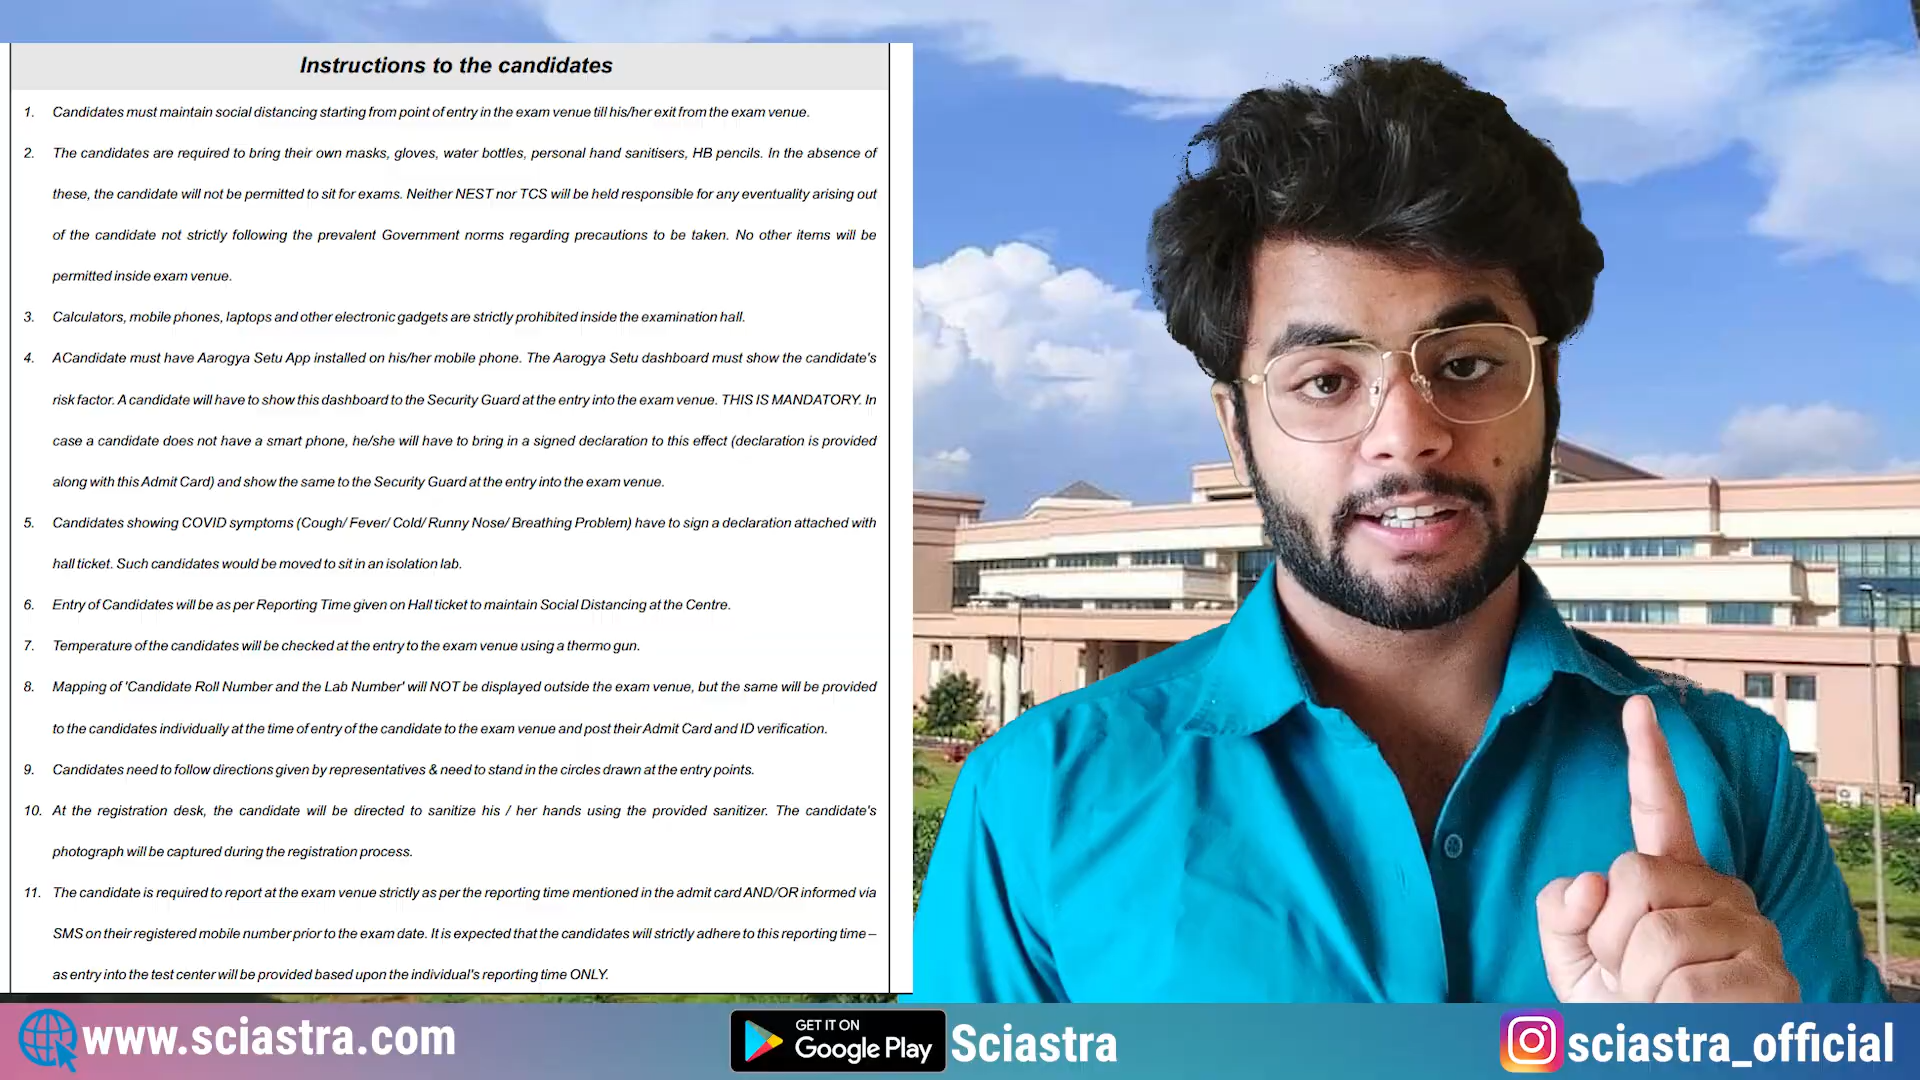 Instructions to the candidates
1. Candidates must maintain social distancing starting from point of entry in the exam venue till his/her exit from the exam venue.
2. The candidates are required to bring their own masks, gloves, water bottles, personal hand sanitisers, HB pencils. In the absence of
these, the candidate will not be permitted to sit for exams. Neither NEST nor TCS will be held responsible for any eventuality arising out
of the candidate not strictly following the prevalent Government norms regarding precautions to be taken. No other items will be
permitted inside exam venue.
3. Calculators, mobile phones, laptops and other electronic gadgets are strictly prohibited inside the examination hall.
4. ACandidate must have Aarogya Setu App installed on his/her mobile phone. The Aarogya Setu dashboard must show the candidate's
risk factor. A candidate will have to show this dashboard to the Security Guard at the entry into the exam venue. THIS IS MANDATORY. In
case a candidate does not have a smart phone, he/she will have to bring in a signed declaration to this effect (declaration is provided
along with this Admit Card) and show the same to the Security Guard at the entry into the exam venue.
5. Candidates showing COVID symptoms (Cough/ Fever/ Cold/ Runny Nose/ Breathing Problem) have to sign a declaration attached with
hall ticket. Such candidates would be moved to sit in an isolation lab.
6. Entry of Candidates will be as per Reporting Time given on Hall ticket to maintain Social Distancing at the Centre.
7. Temperature of the candidates will be checked at the entry to the exam venue using a thermo gun.
8. Mapping of 'Candidate Roll Number and the Lab Number' will NOT be displayed outside the exam venue, but the same will be provided
to the candidates individually at the time of entry of the candidate to the exam venue and post their Admit Card and ID verification.
9. Candidates need to follow directions given by representatives & need to stand in the circles drawn at the entry points.
10. At the registration desk, the candidate will be directed to sanitize his / her hands using the provided sanitizer. The candidate's
photograph will be captured during the registration process.
11. The candidate is required to report at the exam venue strictly as per the reporting time mentioned in the admit card AND/OR informed via
SMS on their registered mobile number prior to the exam date. It is expected that the candidates will strictly adhere to this reporting time –
as entry into the test center will be provided based upon the individual's reporting time ONLY.
www.sciastra.com
GET IT ON
Google Play
Sciastra
sciastra_official